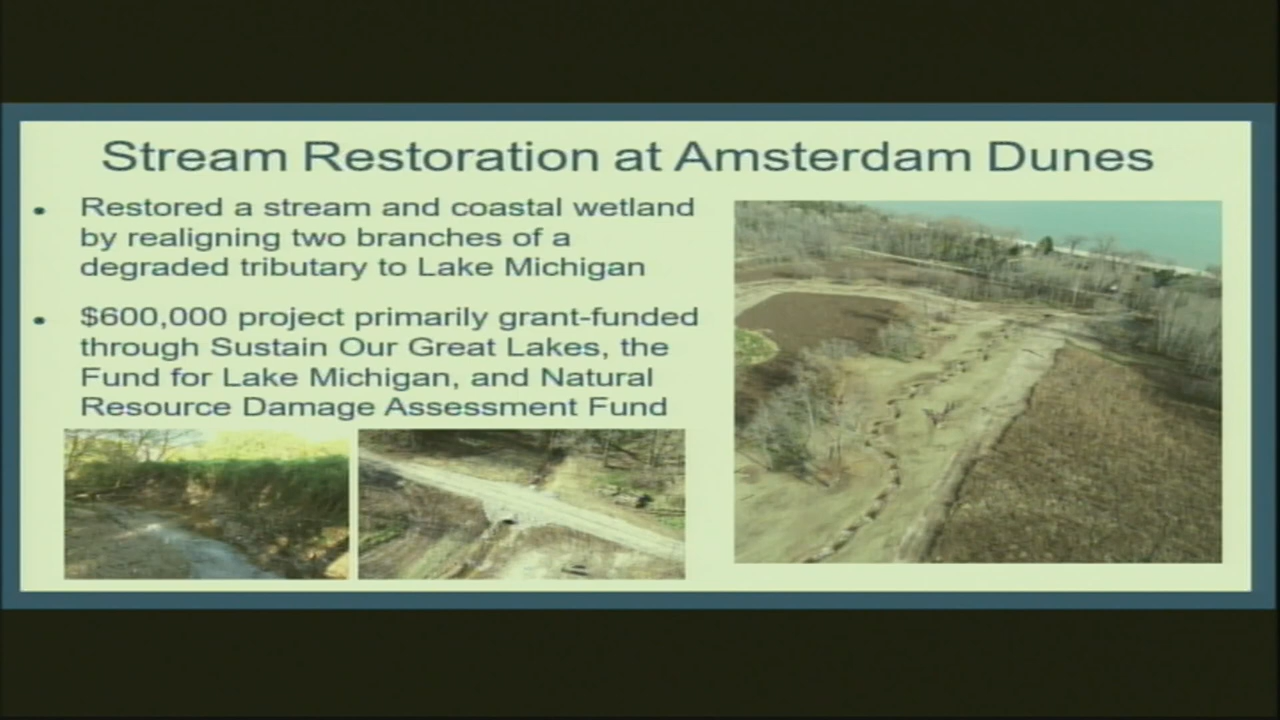 Stream Restoration at Amsterdam Dunes
• Restored a stream and coastal wetland
by realigning two branches of a
degraded tributary to Lake Michigan
• $600,000 project primarily grant-funded
through Sustain Our Great Lakes, the
Fund for Lake Michigan, and Natural
Resource Damage Assessment Fund